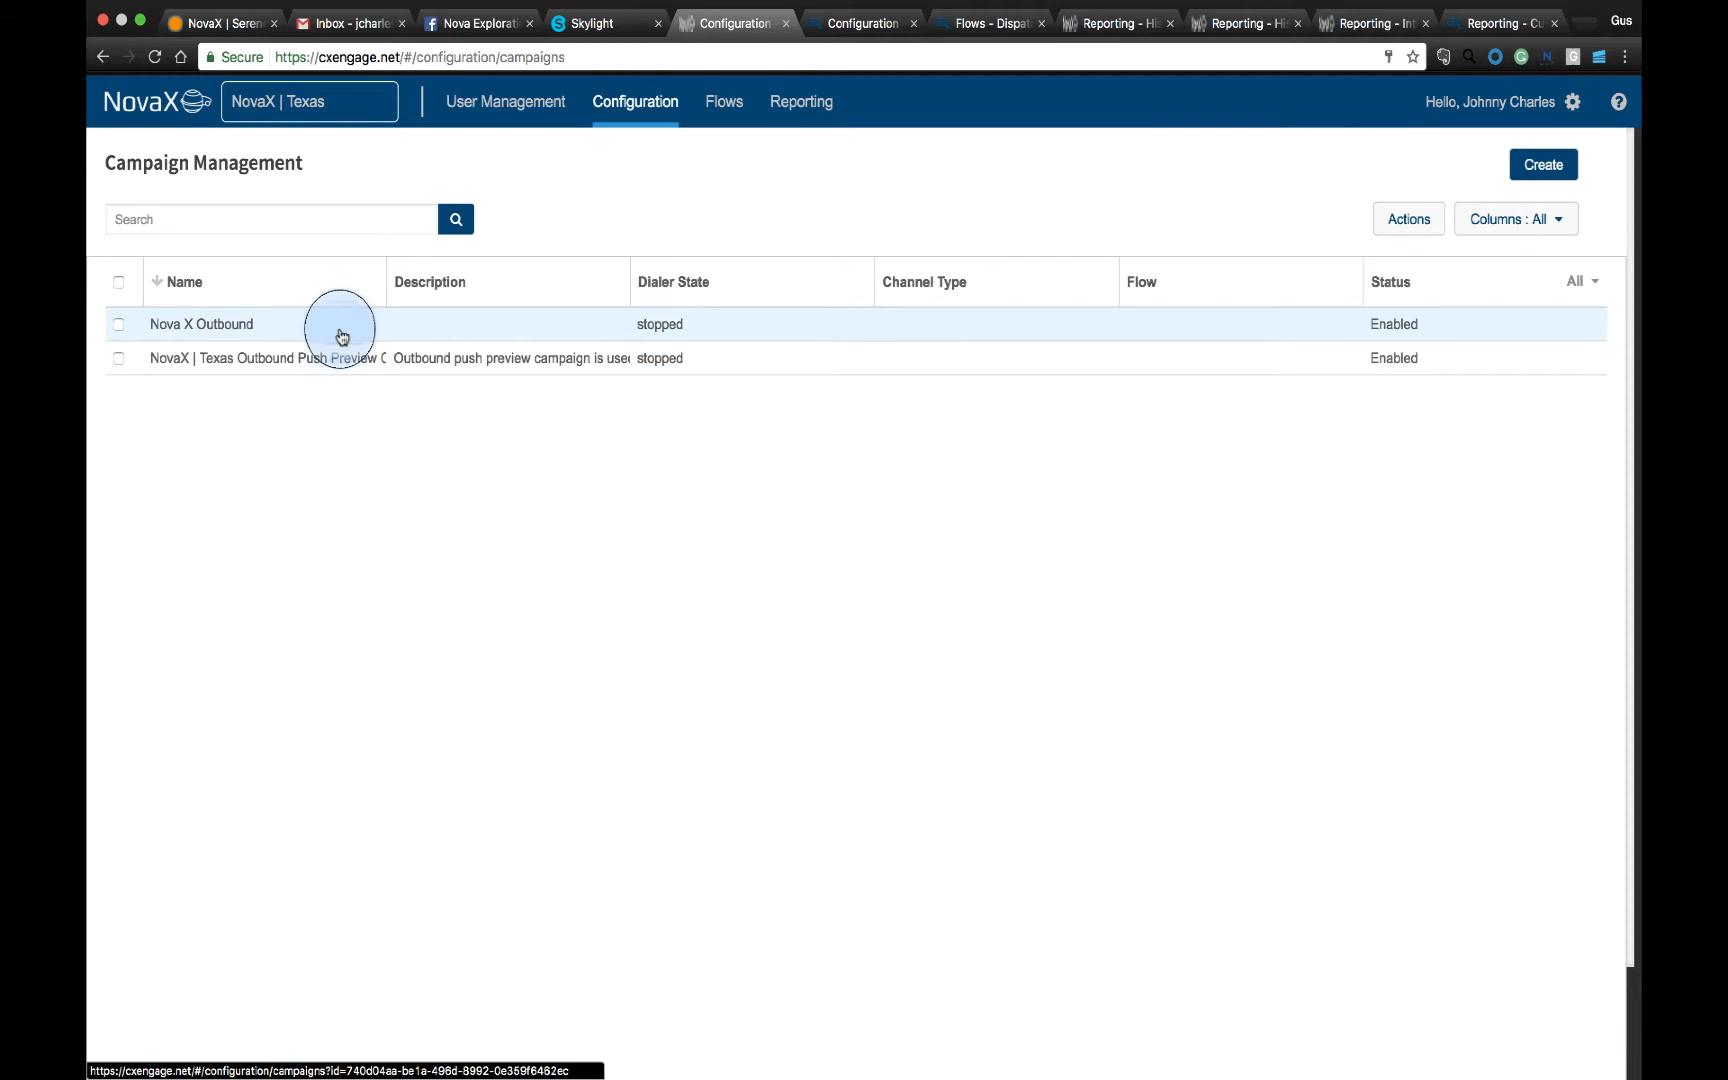 NovaX | Seren
Inbox - jcharle
Nova Explorati
Skylight
Configuration
Configuration
Flows - Dispat
Reporting - His
Reporting - His
Reporting - Int
Reporting - Cu
Gus
Secure
https://cxengage.net/#/configuration/campaigns
NovaX
NovaX | Texas
User Management
Configuration
Flows
Reporting
Hello, Johnny Charles
Campaign Management
Create
Search
Actions
Columns : All
Name
Description
Dialer State
Channel Type
Flow
Status
All
Nova X Outbound
stopped
Enabled
NovaX | Texas Outbound Push Preview C
Outbound push preview campaign is used
stopped
Enabled
https://cxengage.net/#/configuration/campaigns?id=740d04aa-be1a-496d-8992-0e359f6462ec